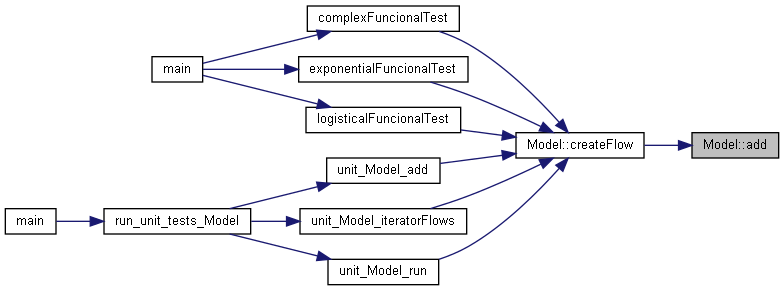 complexFuncionalTest
main
exponentialFuncionalTest
logisticalFuncionalTest
Model::createFlow
Model::add
unit_Model_add
main
run_unit_tests_Model
unit_Model_iteratorFlows
unit_Model_run